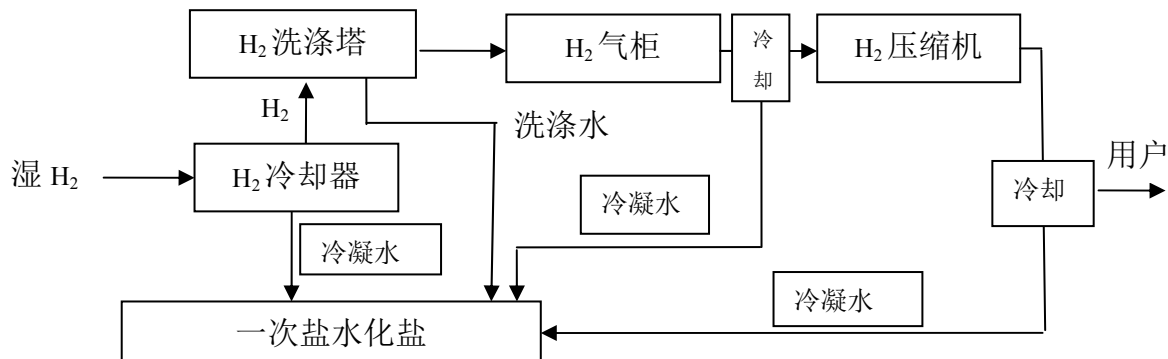 H₂洗涤塔
H₂气柜
冷却
H₂压缩机
H₂
洗涤水
用户
湿 H₂
H₂冷却器
冷却
冷凝水
冷凝水
冷凝水
一次盐水化盐